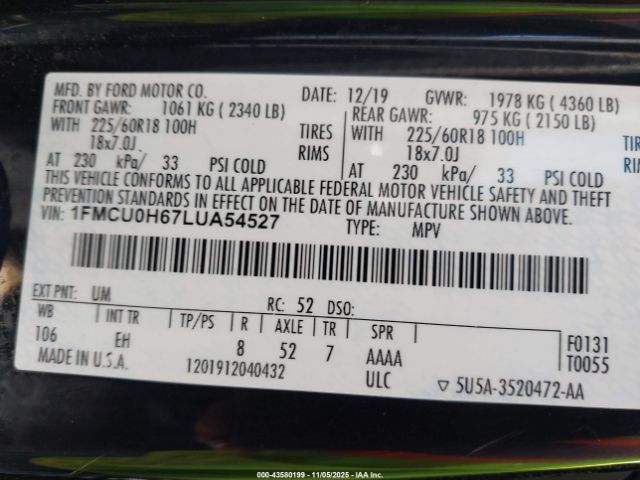 MFD. BY FORD MOTOR CO. DATE: 12/19 GVWR: 1978 KG ( 4360 LB)
FRONT GAWR: 1061 KG ( 2340 LB) REAR GAWR: 975 KG ( 2150 LB)
WITH 225/60R18 100H TIRES WITH 225/60R18 100H TIRES
18x7.0J RIMS 18x7.0J RIMS
AT 230 kPa/ 33 PSI COLD AT 230 kPa/ 33 PSI COLD
THIS VEHICLE CONFORMS TO ALL APPLICABLE FEDERAL MOTOR VEHICLE SAFETY AND THEFT
PREVENTION STANDARDS IN EFFECT ON THE DATE OF MANUFACTURE SHOWN ABOVE.
VIN: 1FMCU0H67LUA54527 TYPE: MPV
EXT PNT: UM RC: 52 DSO:
WB INT TR TP/PS R AXLE TR SPR F0131
106 EH 8 52 7 AAAA T0055
MADE IN U.S.A. 1201912040432 ULC ▽ 5U5A-3520472-AA
000-43580199 - 11/05/2025 - IAA Inc.